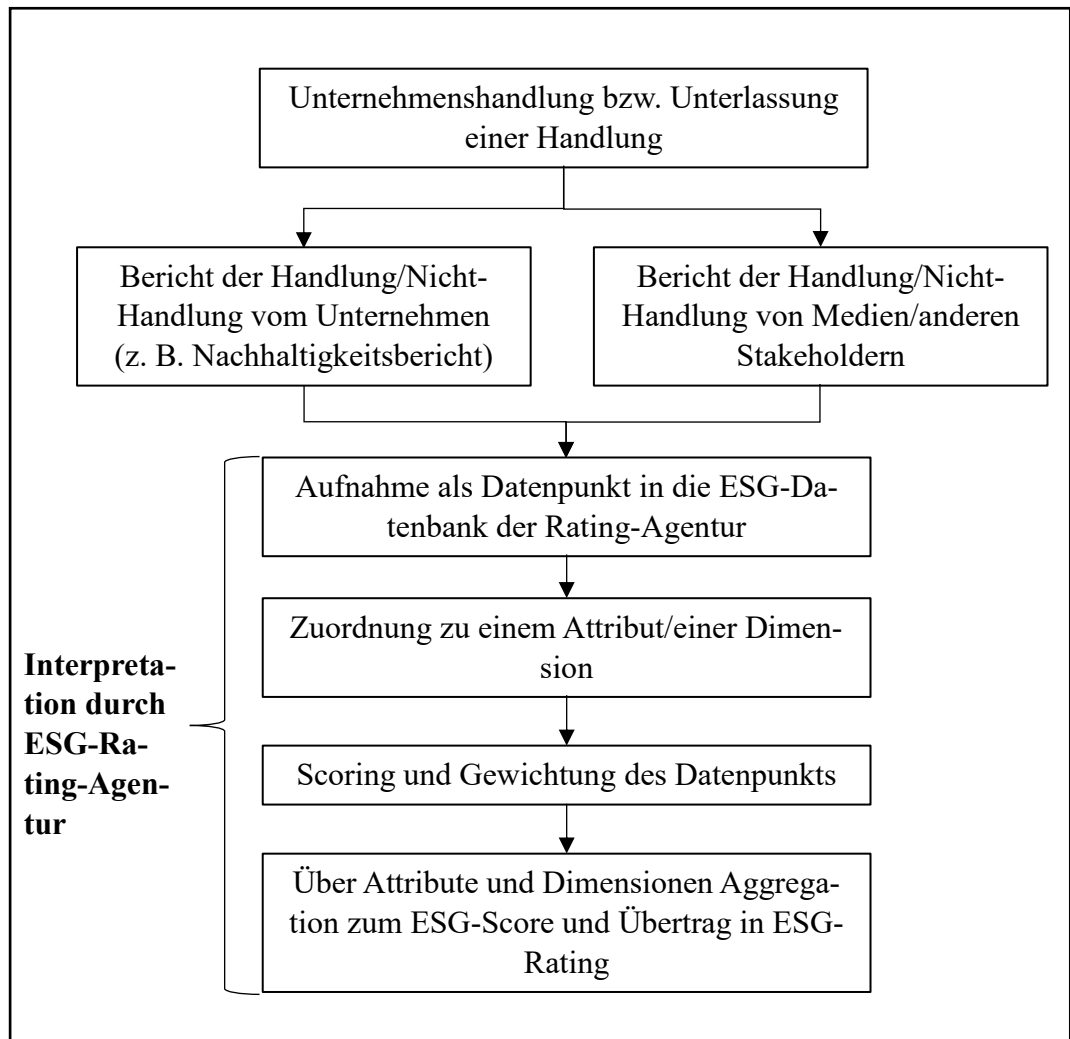 Unternehmenshandlung bzw. Unterlassung
einer Handlung
Bericht der Handlung/Nicht-
Handlung vom Unternehmen
(z. B. Nachhaltigkeitsbericht)
Bericht der Handlung/Nicht-
Handlung von Medien/anderen
Stakeholdern
Aufnahme als Datenpunkt in die ESG-Da-
tenbank der Rating-Agentur
Zuordnung zu einem Attribut/einer Dimen-
sion
Interpreta-
tion durch
ESG-Ra-
ting-Agen-
tur
Scoring und Gewichtung des Datenpunkts
Über Attribute und Dimensionen Aggrega-
tion zum ESG-Score und Übertrag in ESG-
Rating